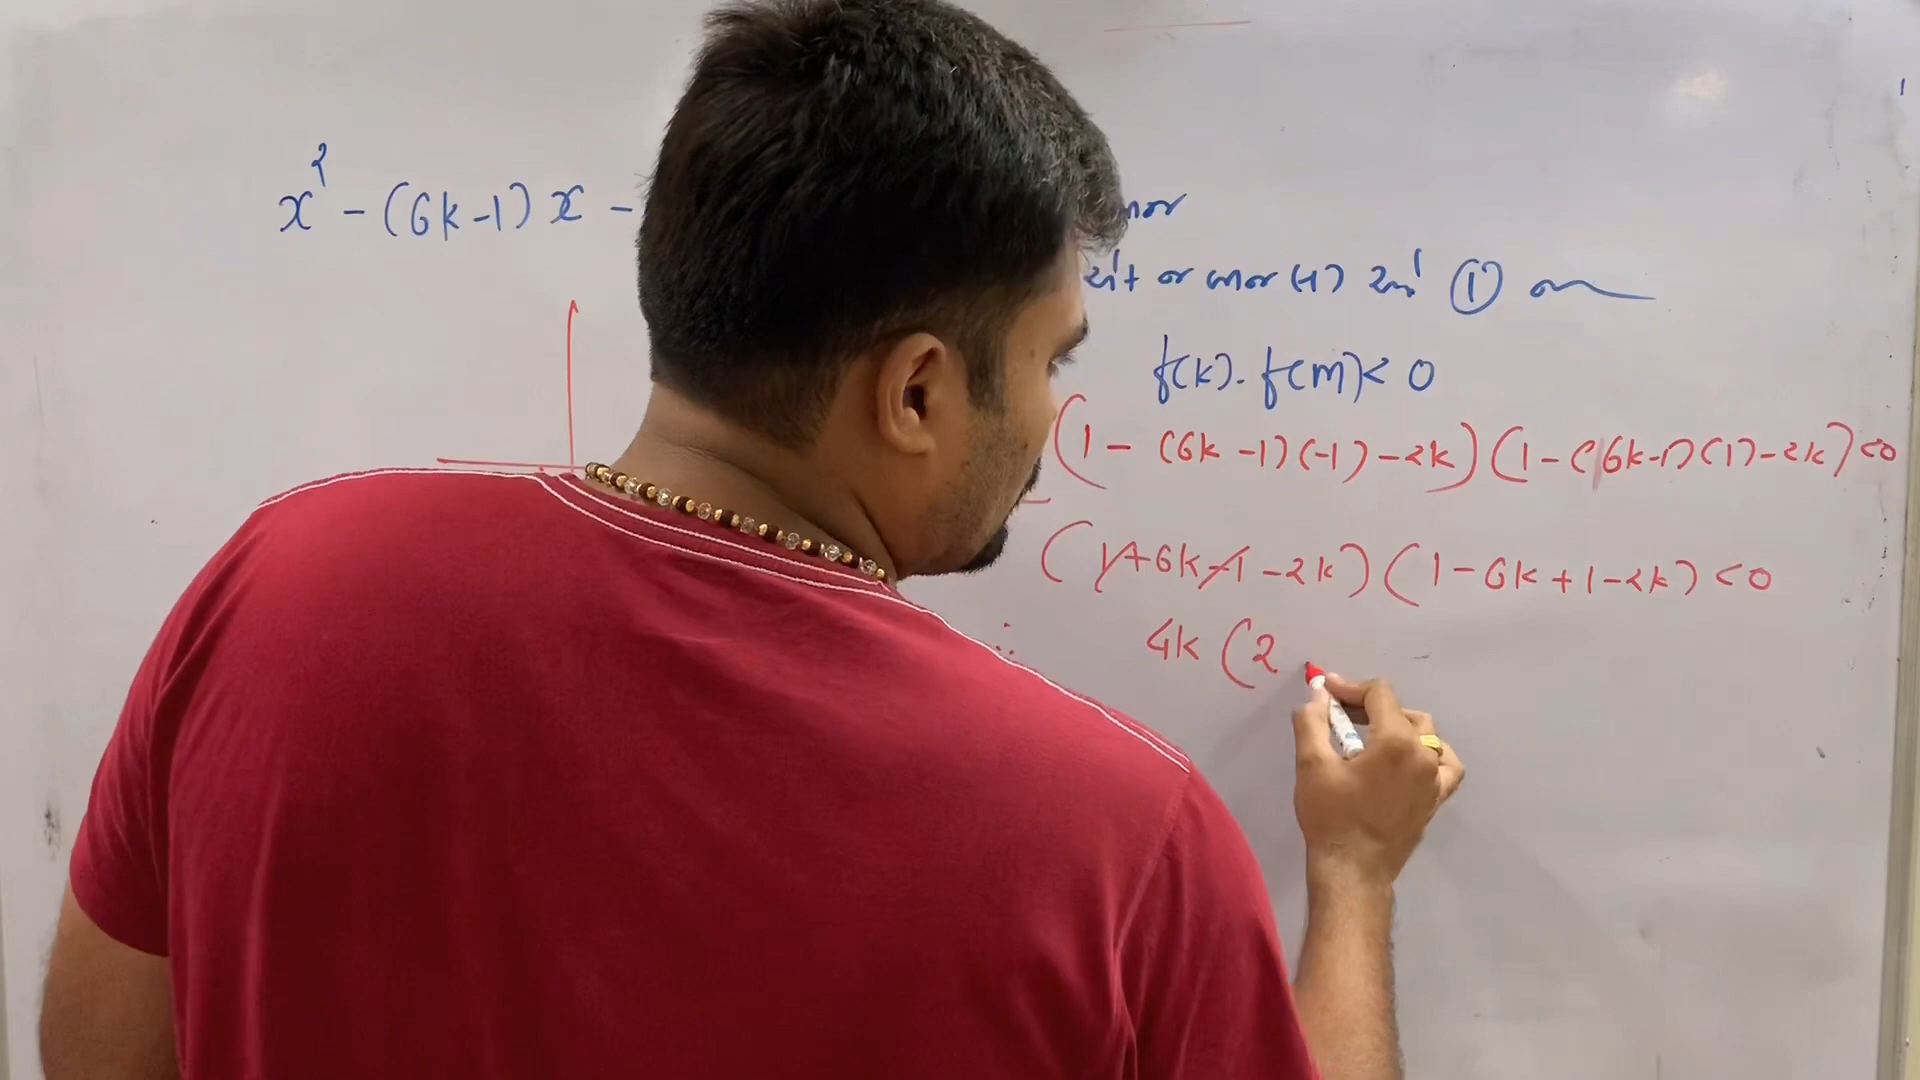 x² - (6k-1) x -
① 
f(k). f(m) < 0
(1 - (6k -1) (-1) - 2k) (1 - (6k-1) (1) - 2k) <0
(1+6k-1-2k) (1-6k+1-2k) <0
∴ 4k (2